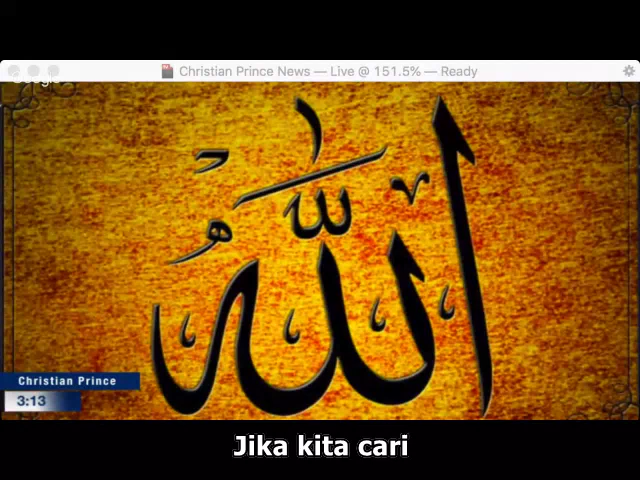 Christian Prince News — Live @ 151.5% — Ready
الله
Christian Prince
3:13
Jika kita cari